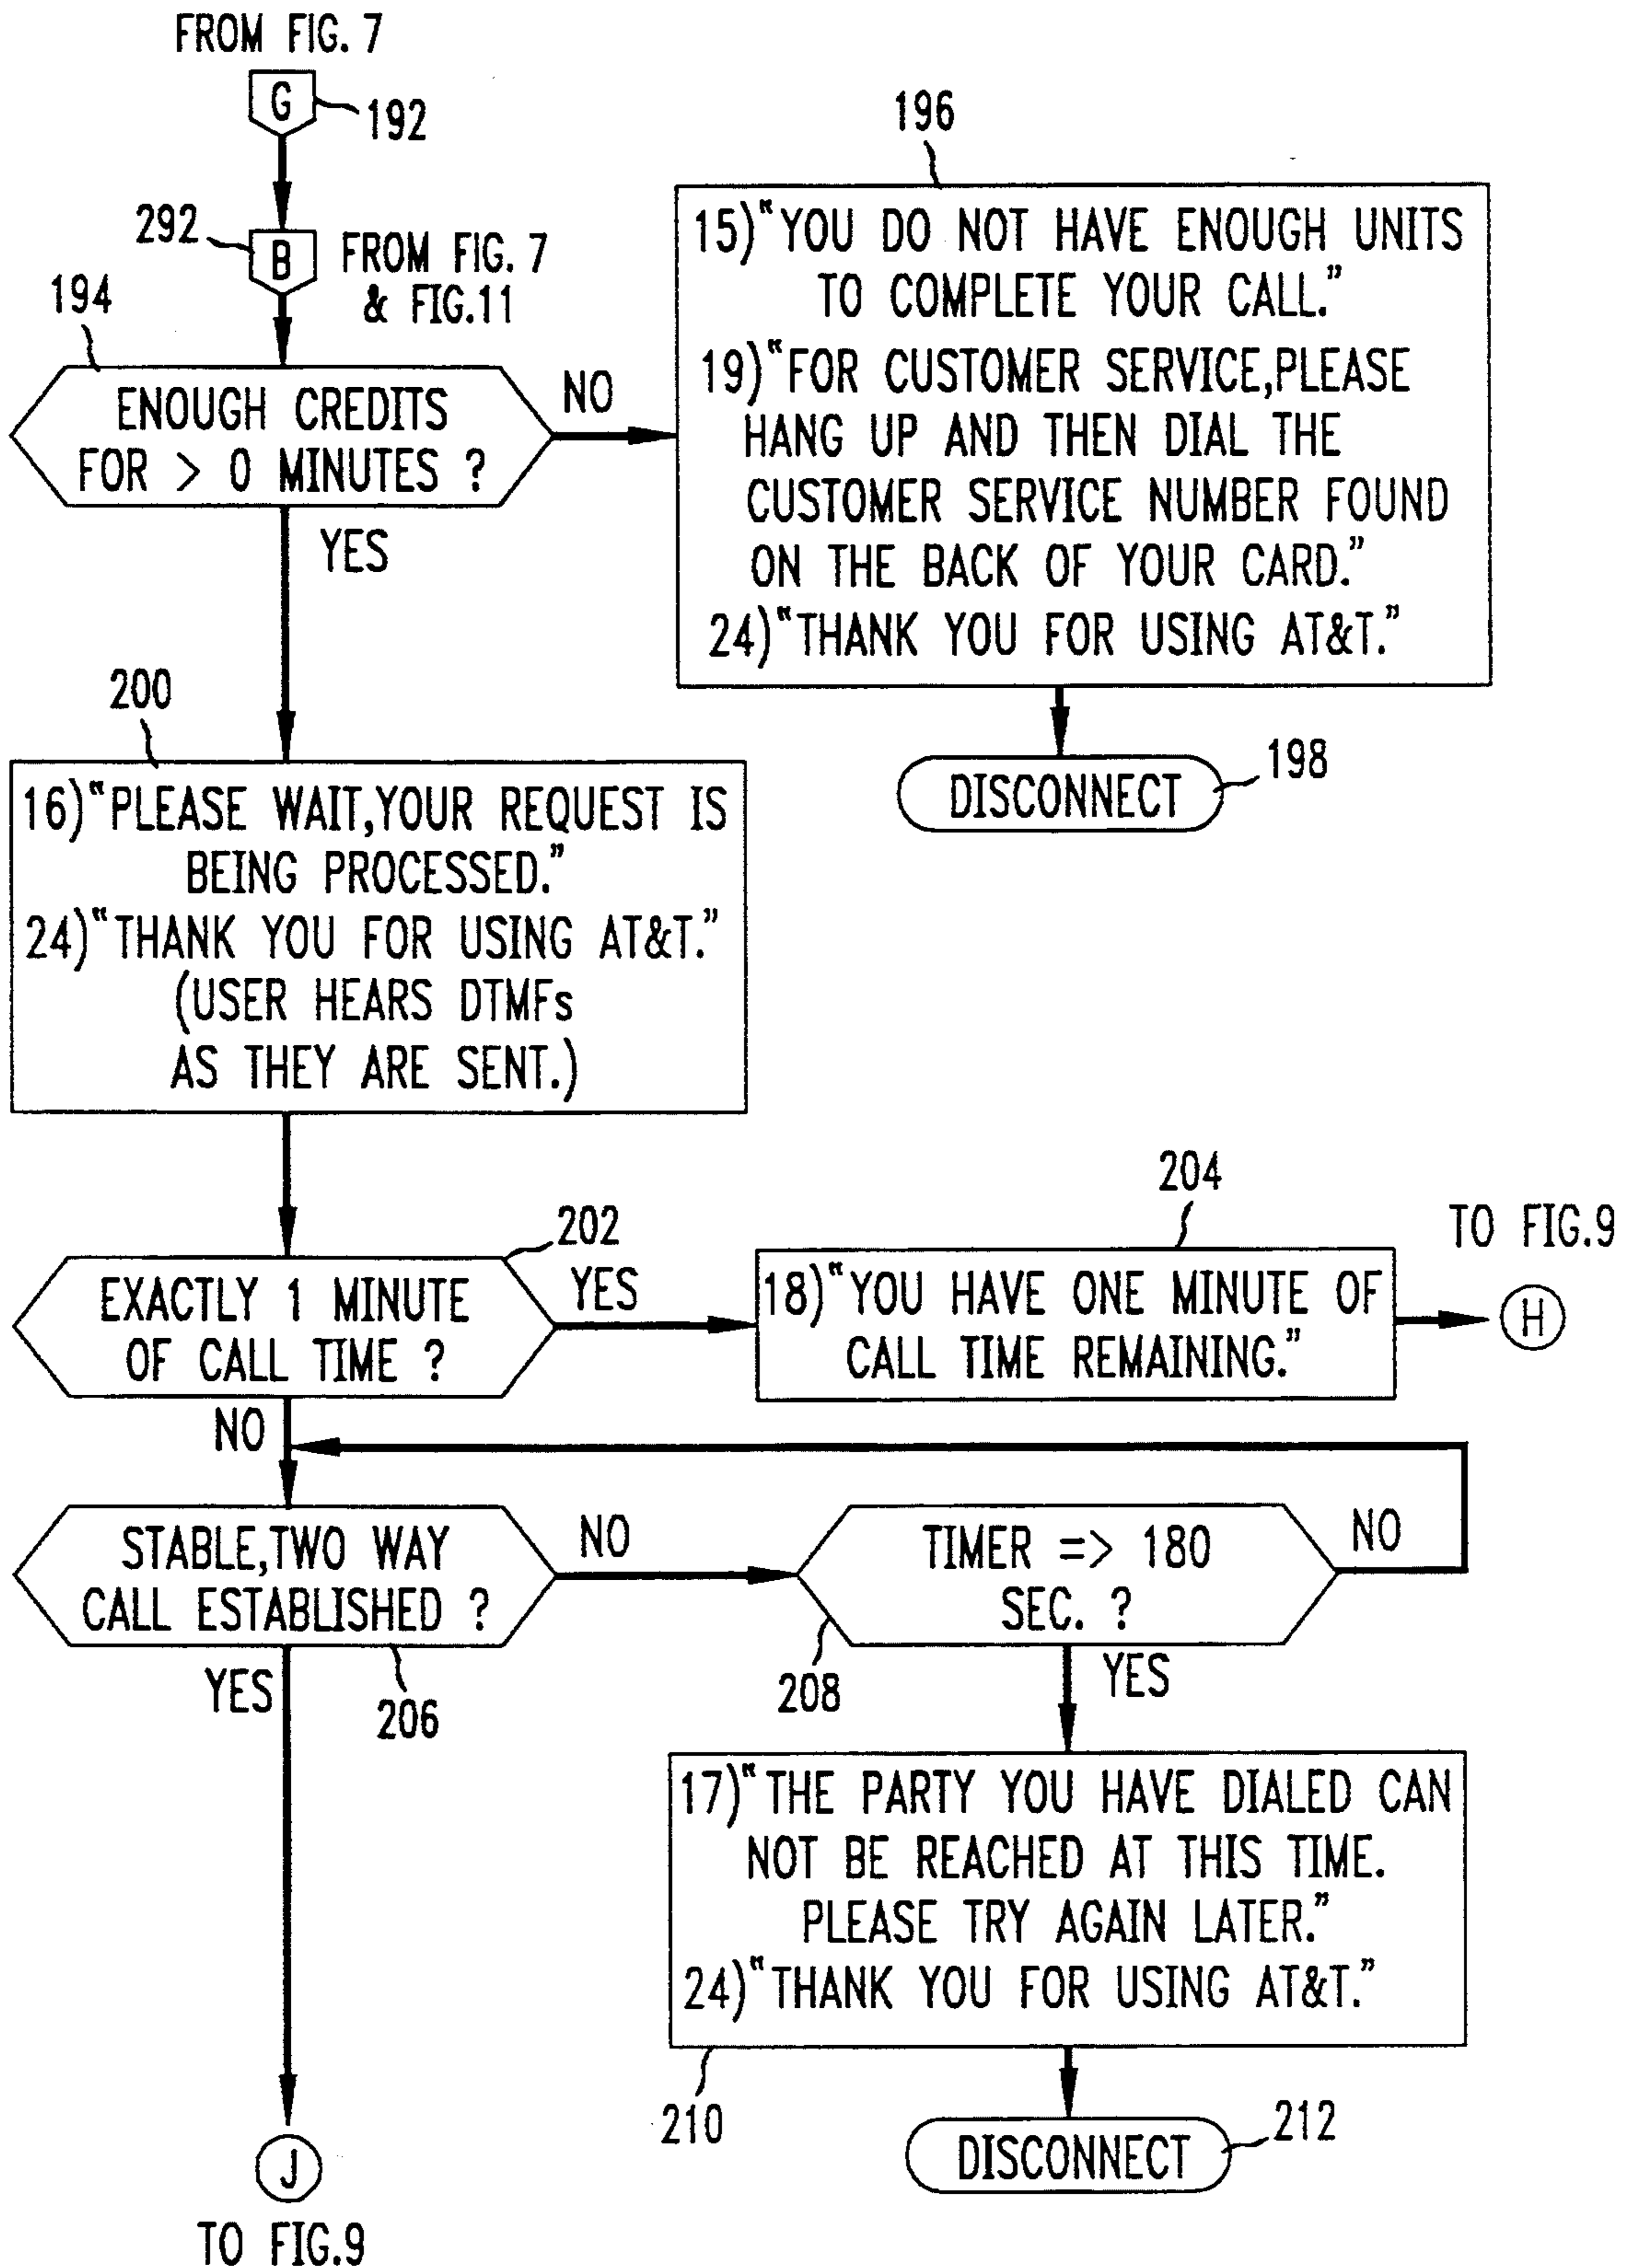 FROM FIG. 7
G
192
292
B
FROM FIG. 7
& FIG.11
194
ENOUGH CREDITS
FOR > 0 MINUTES ?
NO
YES
196
15)"YOU DO NOT HAVE ENOUGH UNITS
TO COMPLETE YOUR CALL."
19)"FOR CUSTOMER SERVICE,PLEASE
HANG UP AND THEN DIAL THE
CUSTOMER SERVICE NUMBER FOUND
ON THE BACK OF YOUR CARD."
24)"THANK YOU FOR USING AT&T."
DISCONNECT
198
200
16)"PLEASE WAIT,YOUR REQUEST IS
BEING PROCESSED."
24)"THANK YOU FOR USING AT&T."
(USER HEARS DTMFs
AS THEY ARE SENT.)
202
EXACTLY 1 MINUTE
OF CALL TIME ?
YES
NO
204
18)"YOU HAVE ONE MINUTE OF
CALL TIME REMAINING."
TO FIG.9
H
STABLE,TWO WAY
CALL ESTABLISHED ?
NO
YES
206
TIMER => 180
SEC. ?
NO
208
YES
17)"THE PARTY YOU HAVE DIALED CAN
NOT BE REACHED AT THIS TIME.
PLEASE TRY AGAIN LATER."
24)"THANK YOU FOR USING AT&T."
210
DISCONNECT
212
J
TO FIG.9